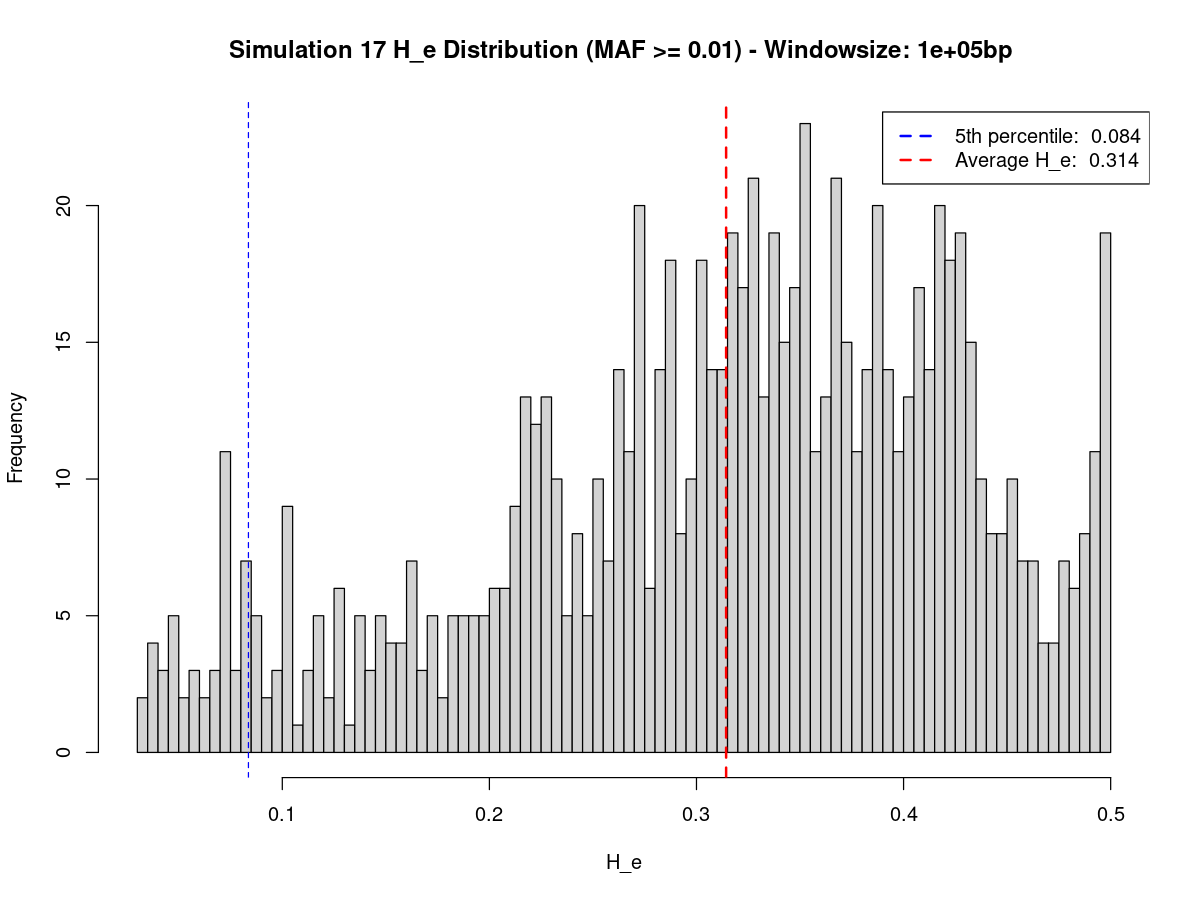 Simulation 17 H_e Distribution (MAF >= 0.01) - Windowsize: 1e+05bp
5th percentile: 0.084
Average H_e: 0.314
Frequency
20
15
10
5
0
0.1 0.2 0.3 0.4 0.5
H_e